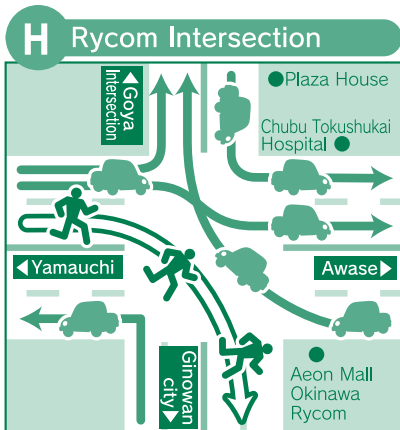 H Rycom Intersection
◀Goya
Intersection
●Plaza House
Chubu Tokushukai
Hospital ●
◀Yamauchi
Awase▶
Ginowan
city▶
●
Aeon Mall
Okinawa
Rycom